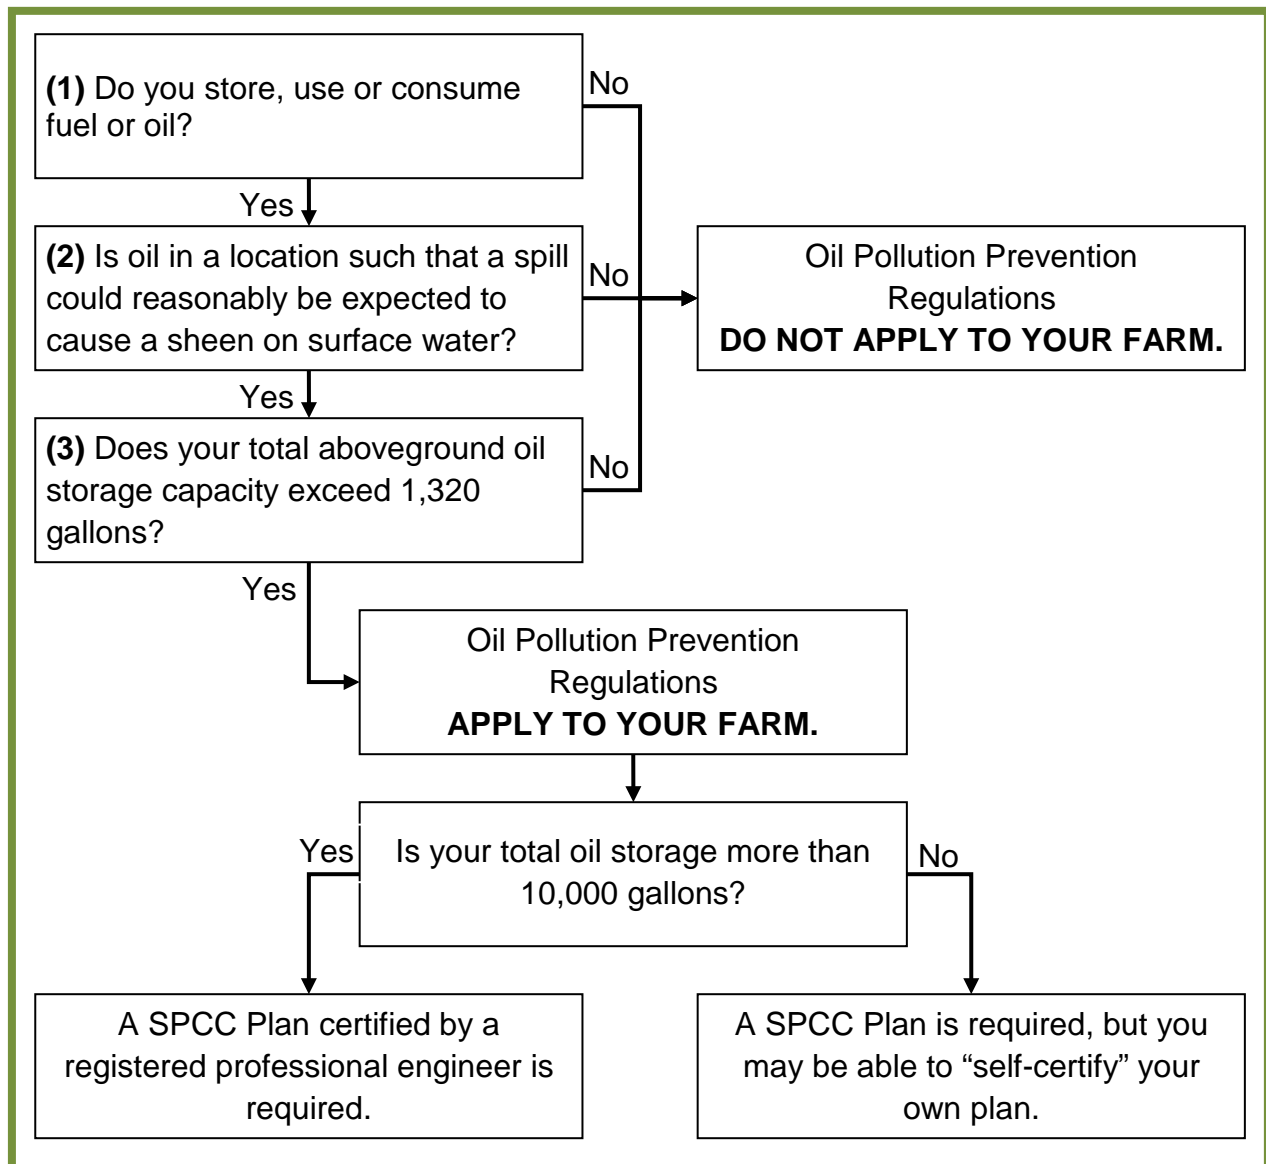 (1) Do you store, use or consume
fuel or oil?
No
Yes
(2) Is oil in a location such that a spill
could reasonably be expected to
cause a sheen on surface water?
No
Oil Pollution Prevention
Regulations
DO NOT APPLY TO YOUR FARM.
Yes
(3) Does your total aboveground oil
storage capacity exceed 1,320
gallons?
No
Yes
Oil Pollution Prevention
Regulations
APPLY TO YOUR FARM.
Yes
Is your total oil storage more than
10,000 gallons?
No
A SPCC Plan certified by a
registered professional engineer is
required.
A SPCC Plan is required, but you
may be able to “self-certify” your
own plan.